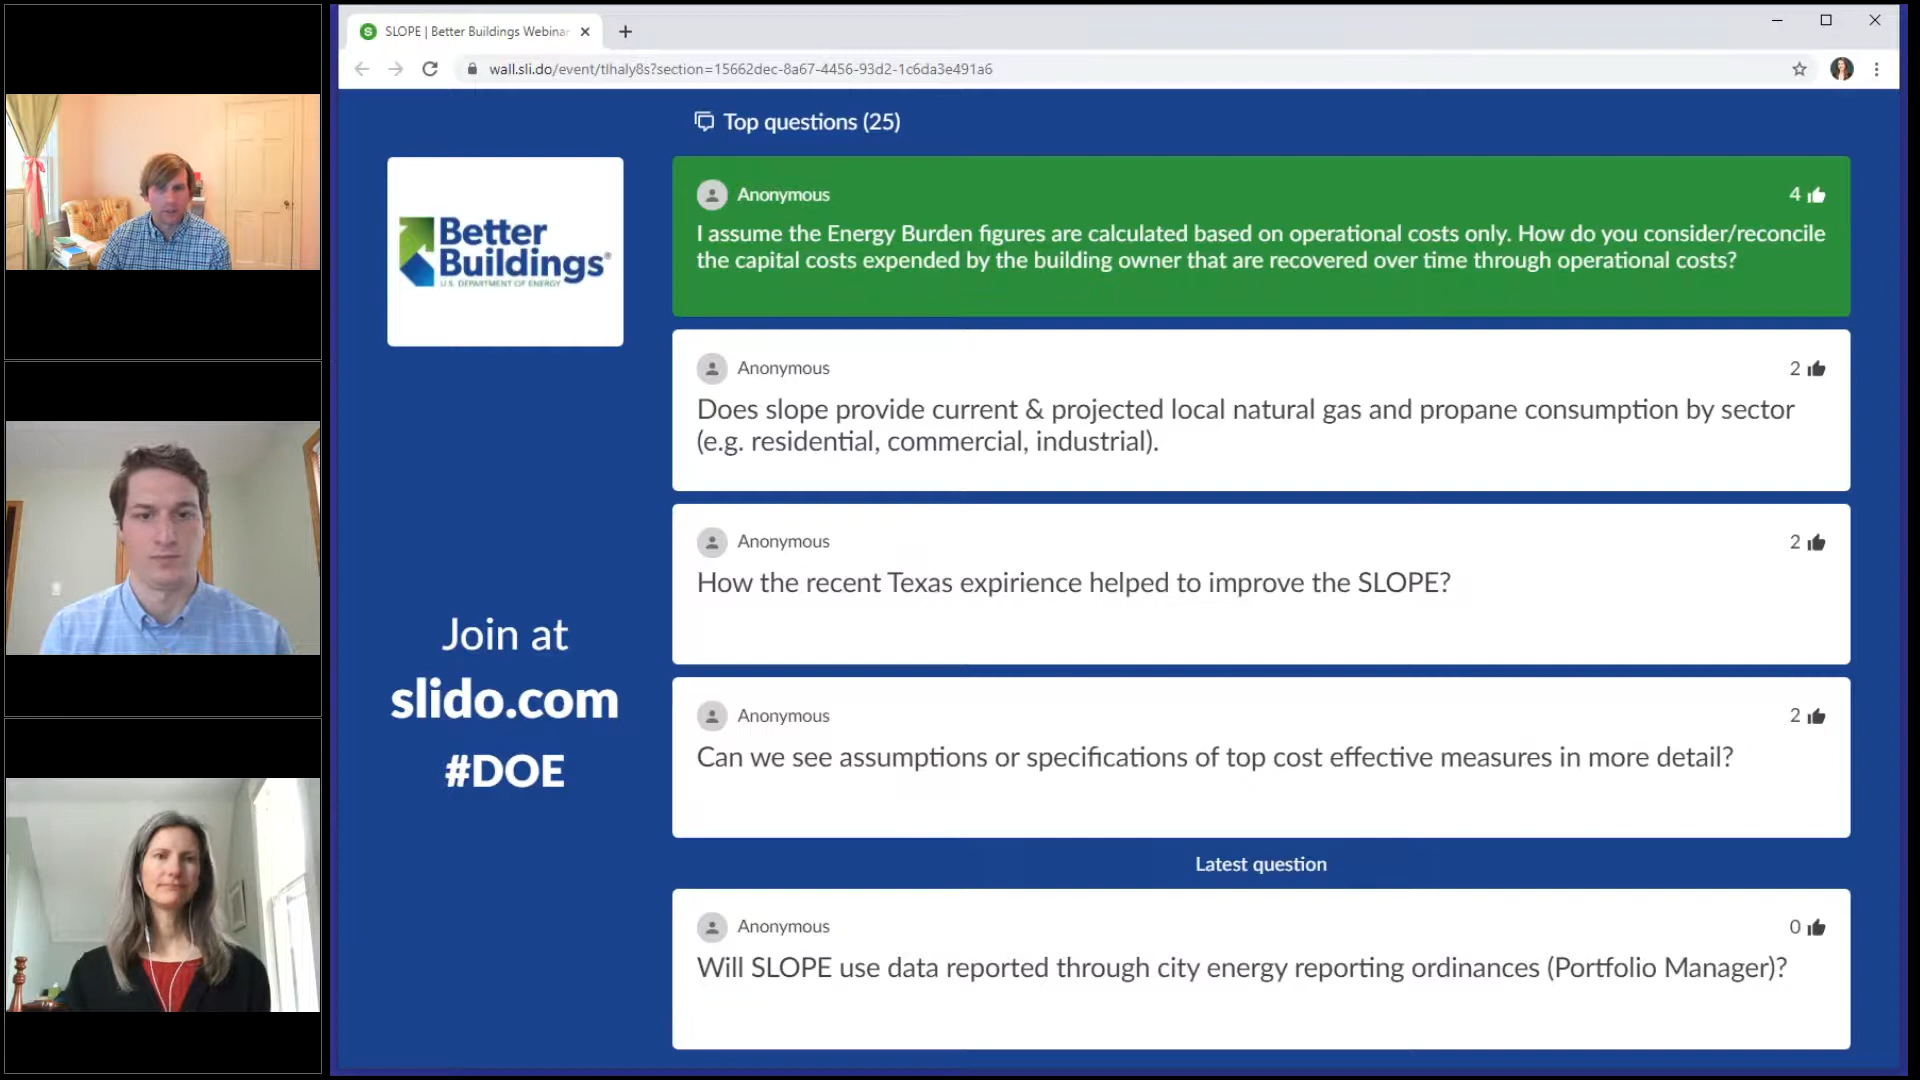 SLOPE | Better Buildings Webinar
wall.sli.do/event/tlhaly8s?section=15662dec-8a67-4456-93d2-1c6da3e491a6
Top questions (25)
Better
Buildings®
U.S. DEPARTMENT OF ENERGY
Join at
slido.com
#DOE
Anonymous
4
I assume the Energy Burden figures are calculated based on operational costs only. How do you consider/reconcile
the capital costs expended by the building owner that are recovered over time through operational costs?
Anonymous
2
Does slope provide current & projected local natural gas and propane consumption by sector
(e.g. residential, commercial, industrial).
Anonymous
2
How the recent Texas expirience helped to improve the SLOPE?
Anonymous
2
Can we see assumptions or specifications of top cost effective measures in more detail?
Latest question
Anonymous
0
Will SLOPE use data reported through city energy reporting ordinances (Portfolio Manager)?